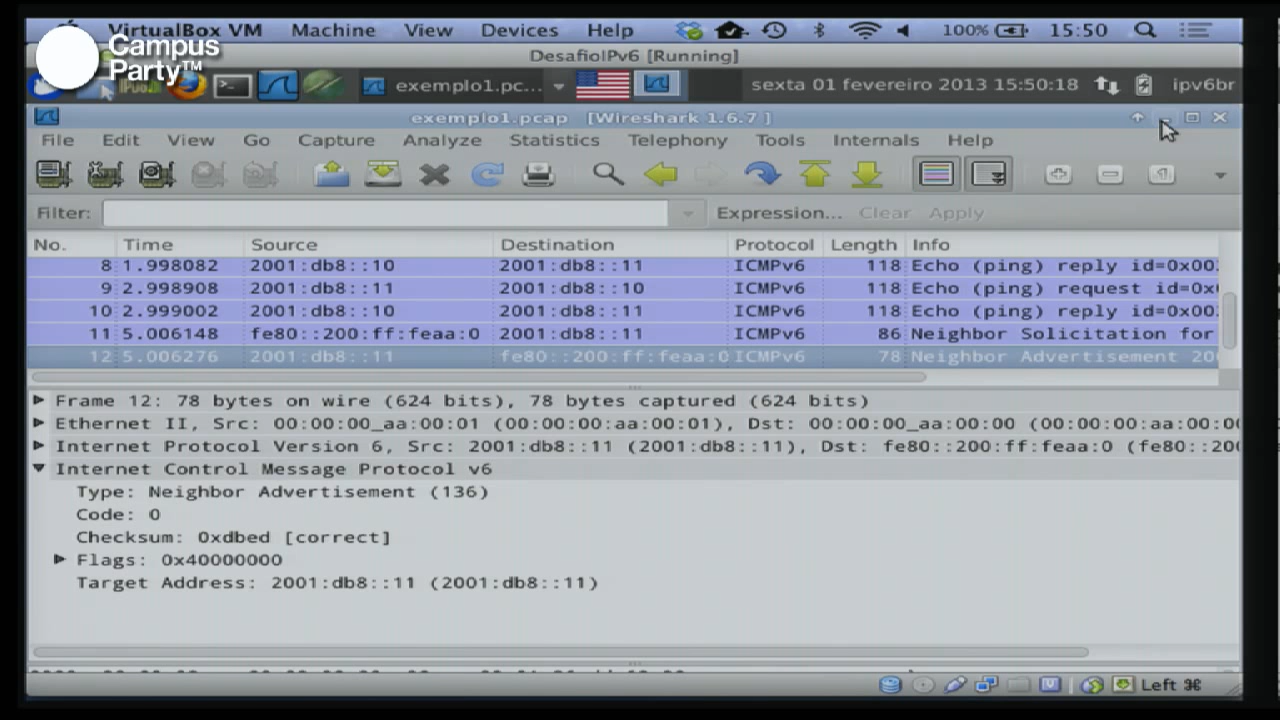 VirtualBox VM Machine View Devices Help 100% 15:50
Campus
Party™
DesafioIPv6 [Running]
exemplo1.pc... sexta 01 fevereiro 2013 15:50:18 ipv6br
exemplo1.pcap [Wireshark 1.6.7 ]
File Edit View Go Capture Analyze Statistics Telephony Tools Internals Help
Filter: Expression... Clear Apply
No. Time Source Destination Protocol Length Info
8 1.998082 2001:db8::10 2001:db8::11 ICMPv6 118 Echo (ping) reply id=0x00
9 2.998908 2001:db8::11 2001:db8::10 ICMPv6 118 Echo (ping) request id=0x
10 2.999002 2001:db8::10 2001:db8::11 ICMPv6 118 Echo (ping) reply id=0x00
11 5.006148 fe80::200:ff:feaa:0 2001:db8::11 ICMPv6 86 Neighbor Solicitation for
12 5.006276 2001:db8::11 fe80::200:ff:feaa:0 ICMPv6 78 Neighbor Advertisement 20
Frame 12: 78 bytes on wire (624 bits), 78 bytes captured (624 bits)
Ethernet II, Src: 00:00:00_aa:00:01 (00:00:00:aa:00:01), Dst: 00:00:00_aa:00:00 (00:00:00:aa:00:0
Internet Protocol Version 6, Src: 2001:db8::11 (2001:db8::11), Dst: fe80::200:ff:feaa:0 (fe80::20
Internet Control Message Protocol v6
Type: Neighbor Advertisement (136)
Code: 0
Checksum: 0xdbed [correct]
Flags: 0x40000000
Target Address: 2001:db8::11 (2001:db8::11)
Left ⌘